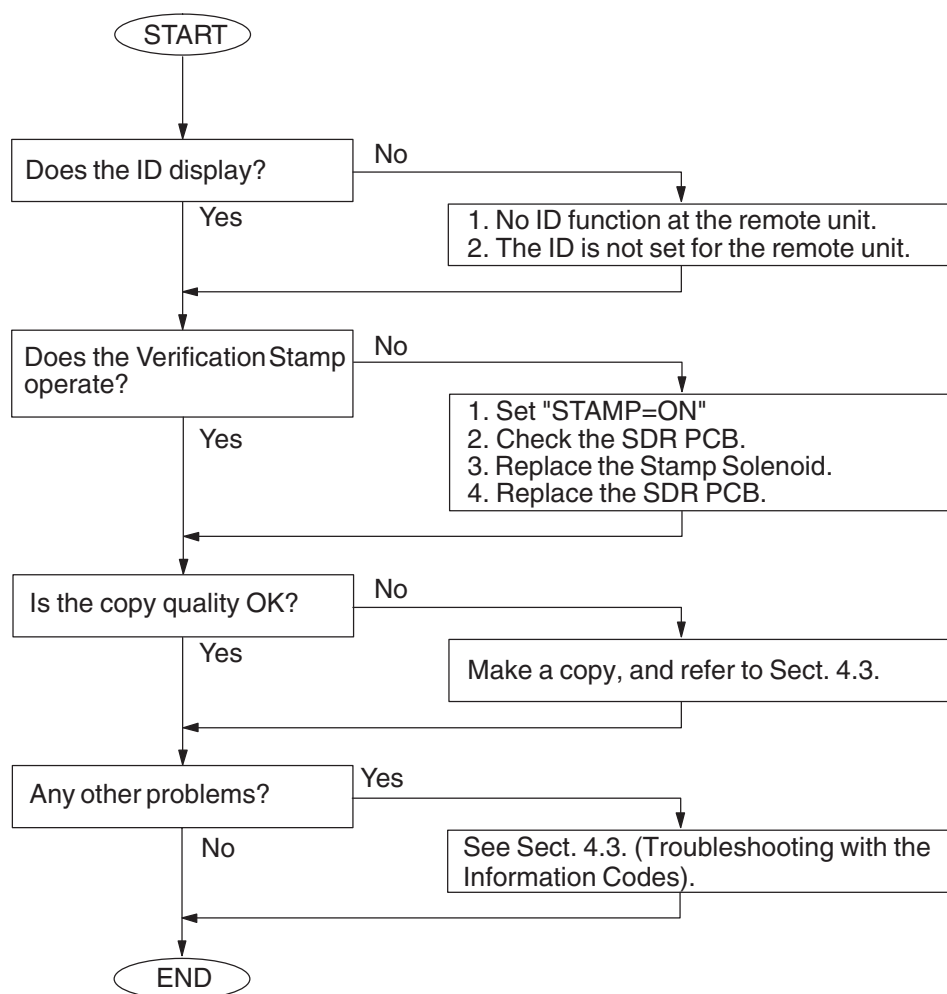 START
Does the ID display?
No
Yes
1. No ID function at the remote unit.
2. The ID is not set for the remote unit.
Does the Verification Stamp
operate?
No
Yes
1. Set "STAMP=ON"
2. Check the SDR PCB.
3. Replace the Stamp Solenoid.
4. Replace the SDR PCB.
Is the copy quality OK?
No
Yes
Make a copy, and refer to Sect. 4.3.
Any other problems?
Yes
No
See Sect. 4.3. (Troubleshooting with the
Information Codes).
END